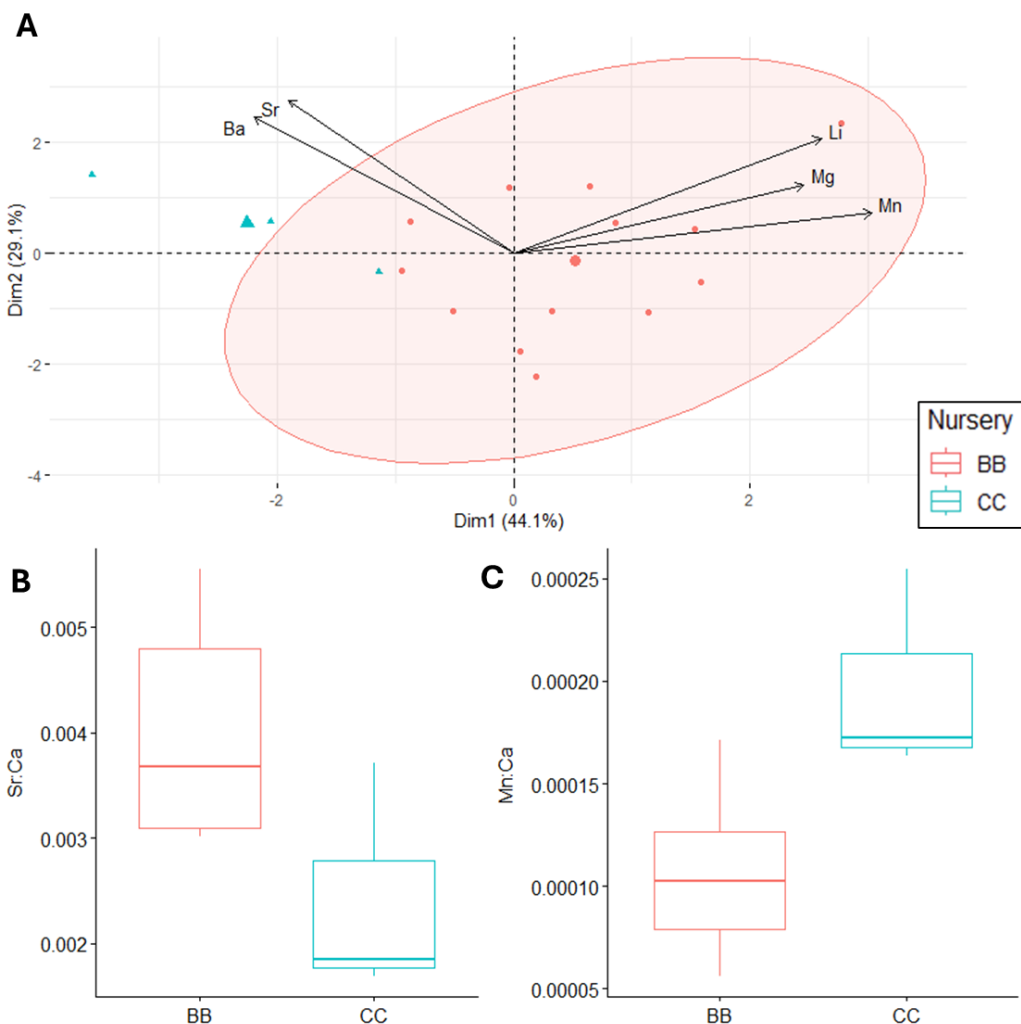 A
Dim2 (29.1%)
2
0
-2
-4
Sr
Ba
Li
Mg
Mn
-2
0
2
Dim1 (44.1%)
Nursery
BB
CC
B
Sr:Ca
0.005
0.004
0.003
0.002
BB
CC
C
Mn:Ca
0.00025
0.00020
0.00015
0.00010
0.00005
BB
CC